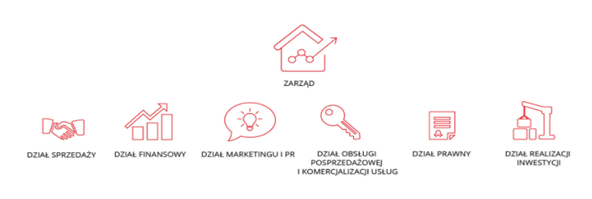 ZARZĄD
DZIAŁ SPRZEDAŻY
DZIAŁ FINANSOWY
DZIAŁ MARKETINGU I PR
DZIAŁ OBSŁUGI
POSPRZEDAŻOWEJ
I KOMERCJALIZACJI USŁUG
DZIAŁ PRAWNY
DZIAŁ REALIZACJI
INWESTYCJI